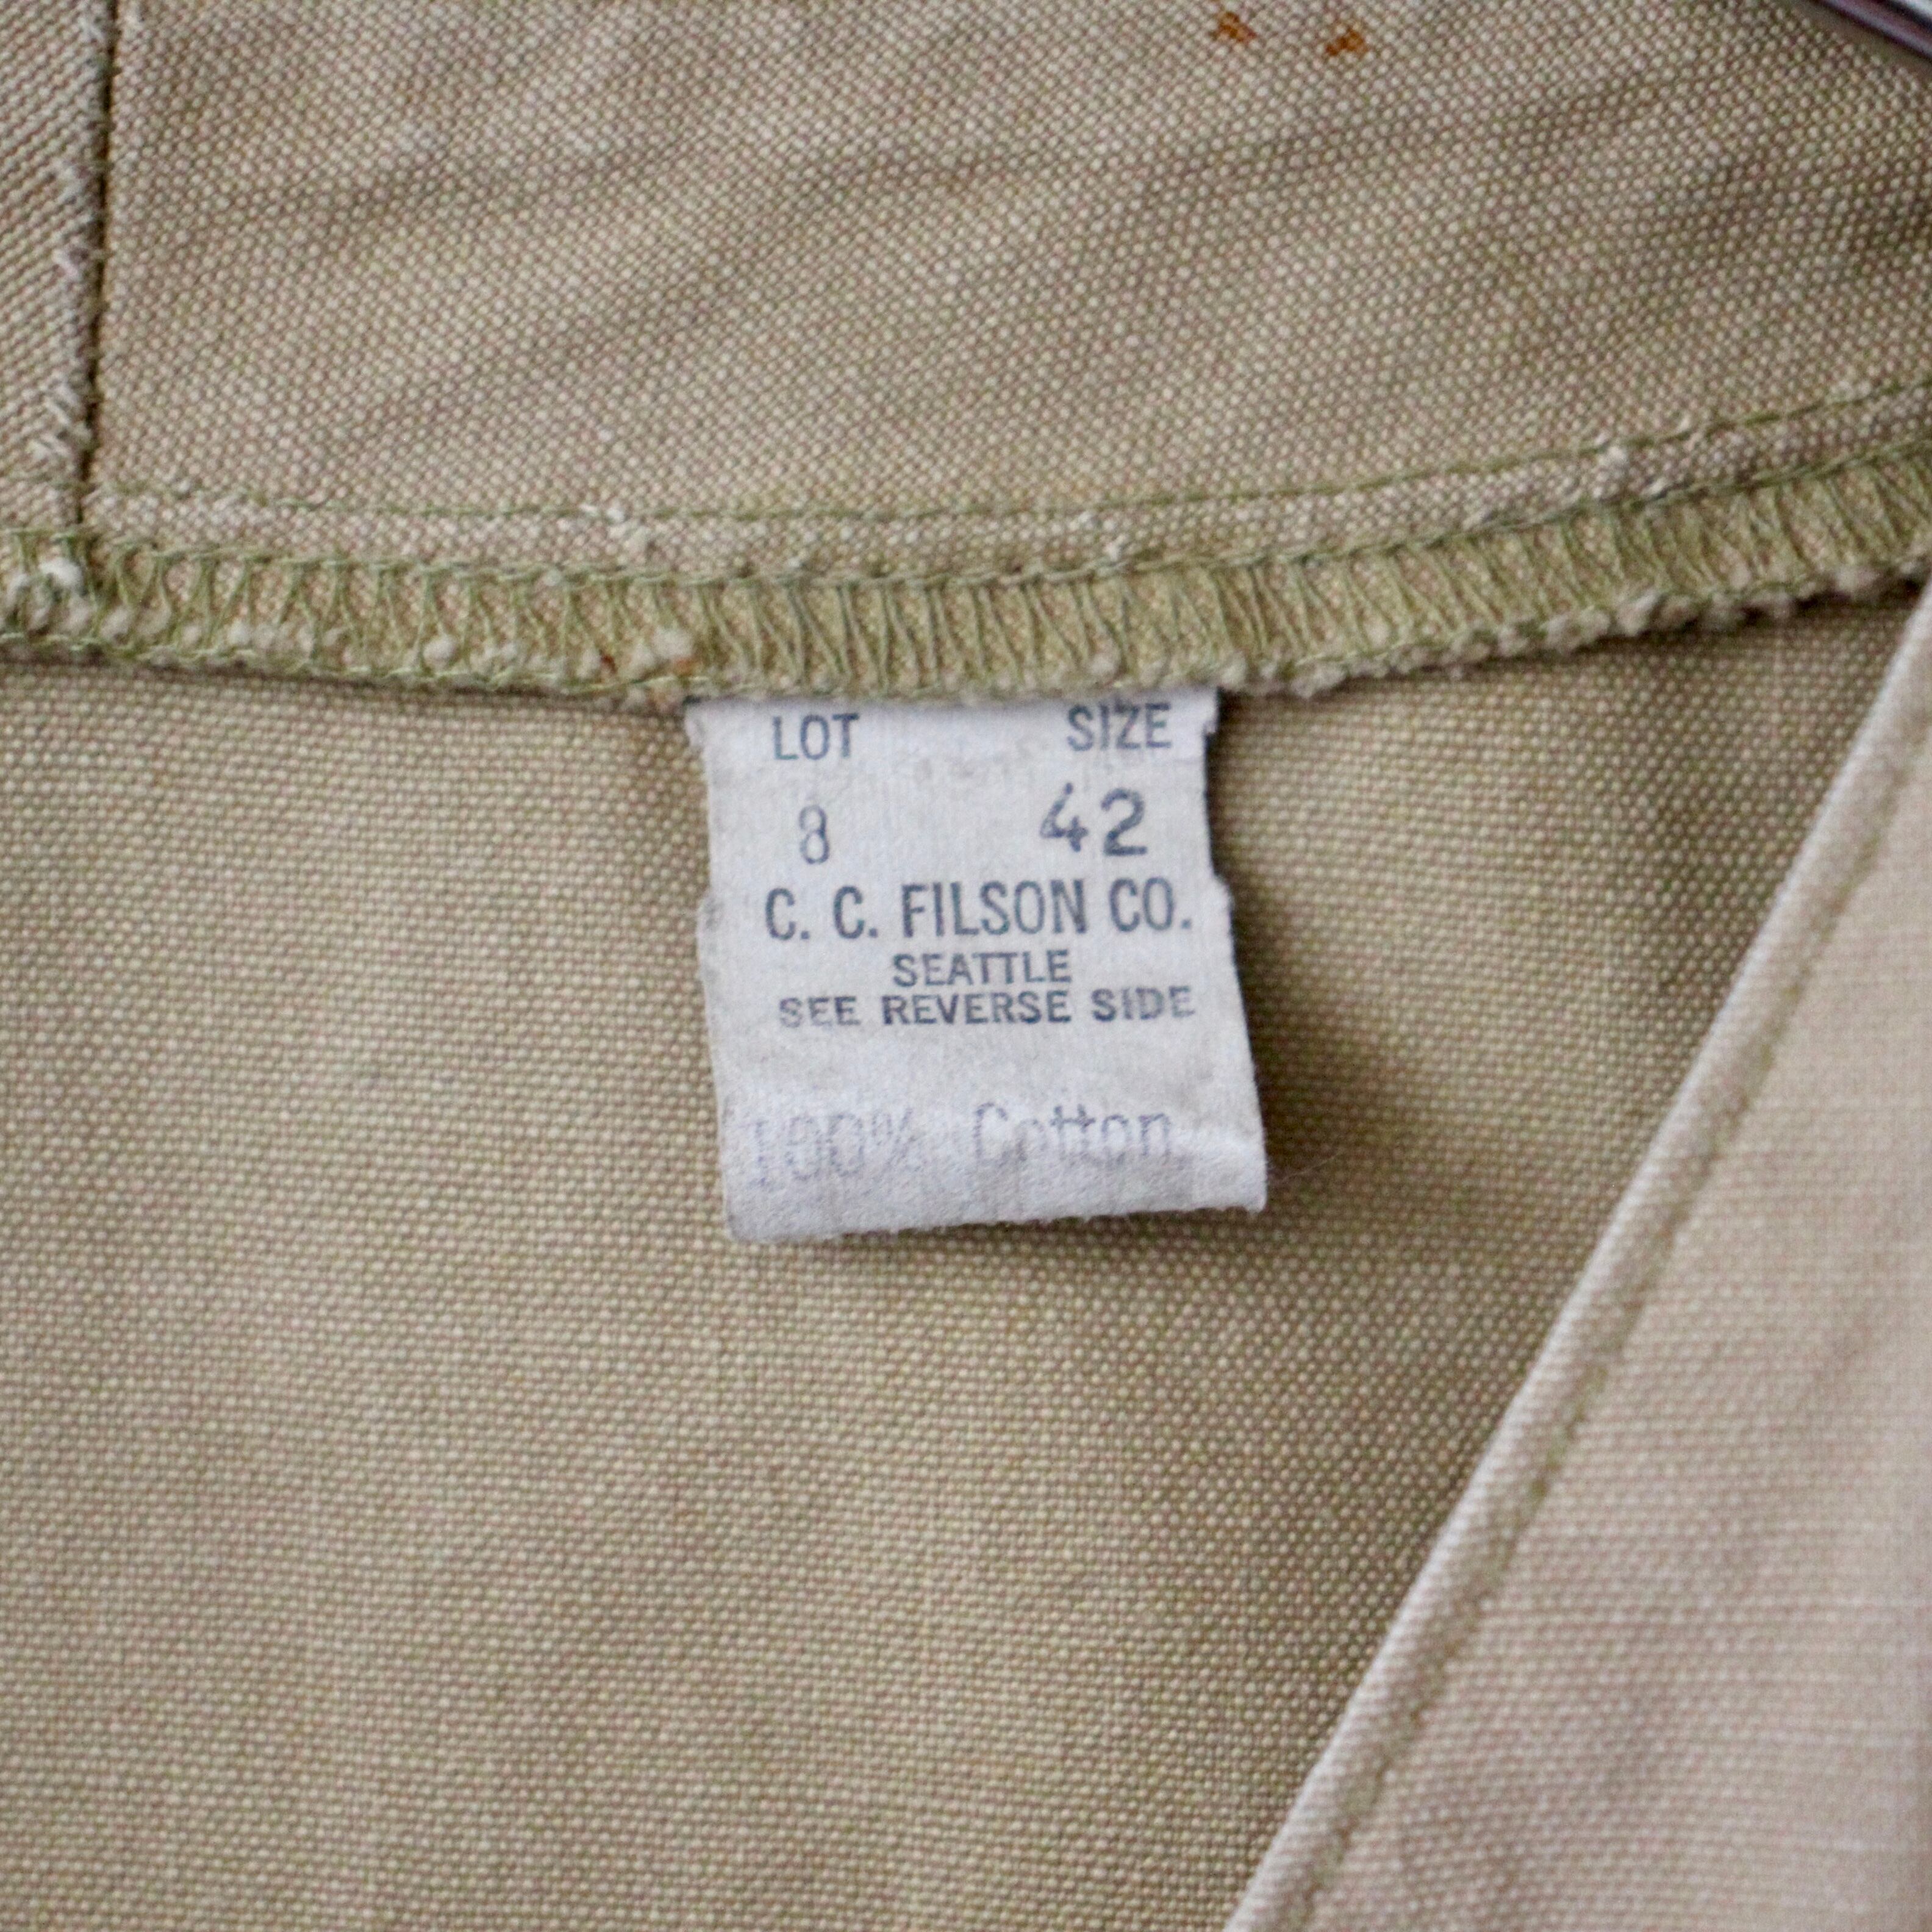 LOT SIZE
8 42
C. C. FILSON CO.
SEATTLE
SEE REVERSE SIDE
100% Cotton